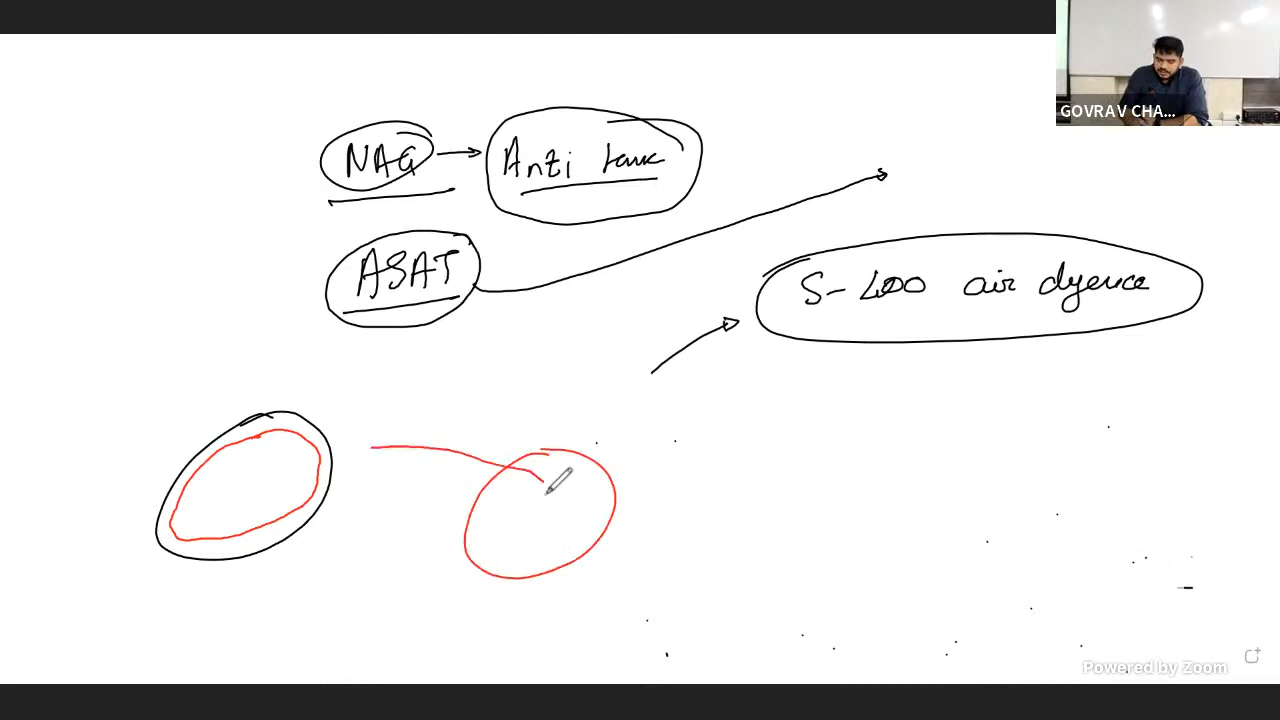 GOVRAV CHA...
NAG → Anti tank
ASAT
S-400 air defence
Powered by Zoom